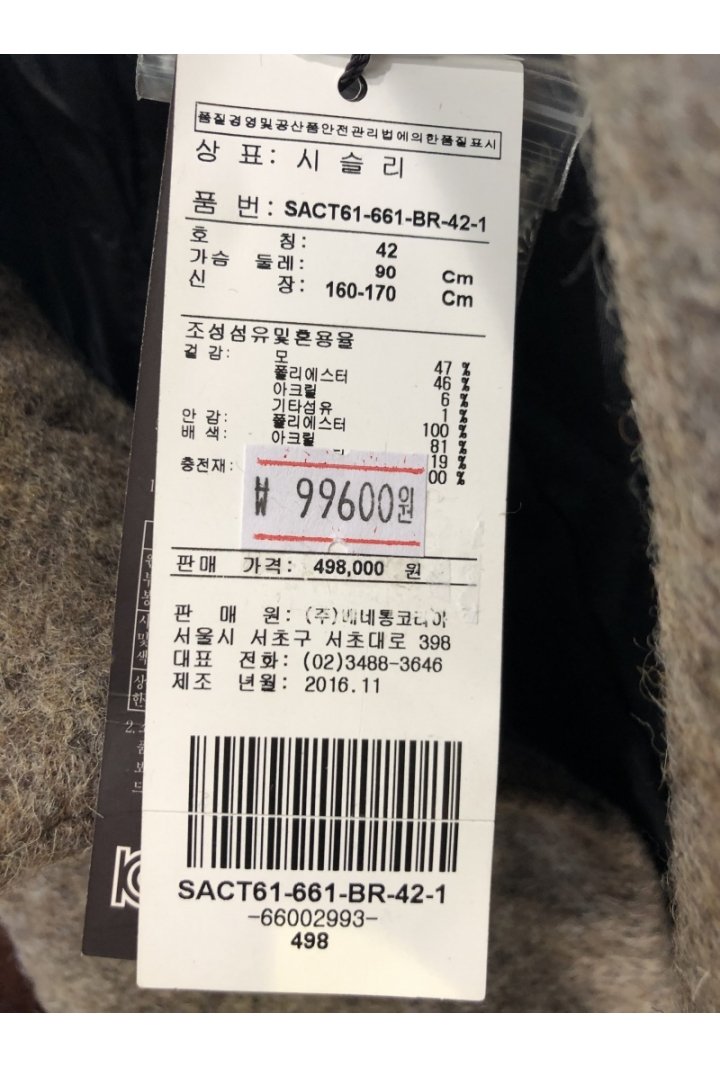 품질경영및공산품안전관리법에의한품질표시
상 표: 시 슬 리
품 번: SACT61-661-BR-42-1
호 칭: 42
가슴 둘레: 90 Cm
신 장: 160-170 Cm
조성섬유및혼용율
겉 감: 모 47 %
폴리에스터 46 %
아크릴 6 %
기타섬유 1 %
안 감: 폴리에스터 100 %
배 색: 아크릴 81 %
19 %
충전재: 00 %
₩ 99600원
판매 가격: 498,000 원
판 매 원: (주)베네통코리아
서울시 서초구 서초대로 398
대표 전화: (02)3488-3646
제조 년월: 2016.11
SACT61-661-BR-42-1
-66002993-
498